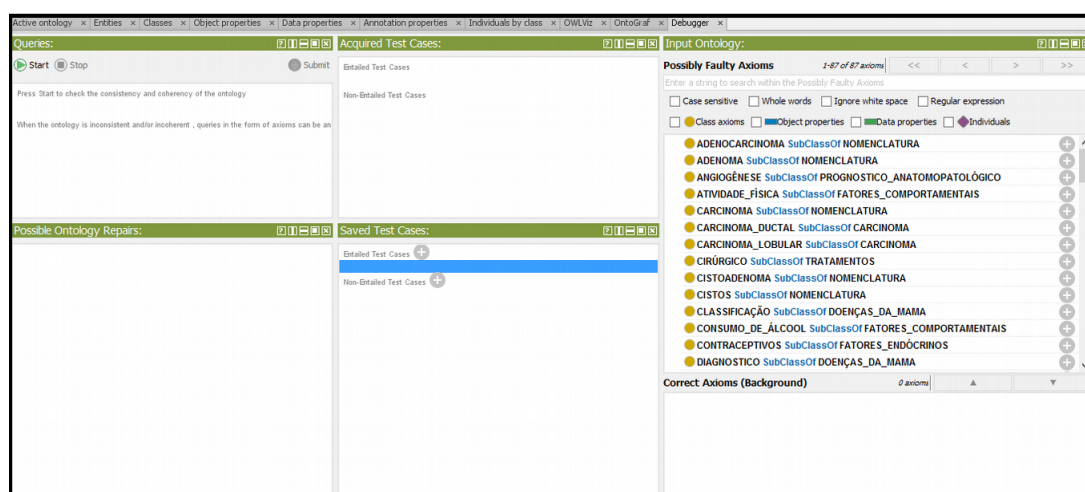 Active ontology × Entities × Classes × Object properties × Data properties × Annotation properties × Individuals by class × OWLViz × OntoGraf × Debugger ×
Queries:
Start Stop Submit
Press Start to check the consistency and coherency of the ontology
When the ontology is inconsistent and/or incoherent , queries in the form of axioms can be an
Acquired Test Cases:
Entailed Test Cases
Non-Entailed Test Cases
Possible Ontology Repairs:
Saved Test Cases:
Entailed Test Cases
Non-Entailed Test Cases
Input Ontology:
Possibly Faulty Axioms 1-87 of 87 axioms << < > >>
Enter a string to search within the Possibly Faulty Axioms
Case sensitive Whole words Ignore white space Regular expression
Class axioms Object properties Data properties Individuals
ADENOCARCINOMA SubClassOf NOMENCLATURA
ADENOMA SubClassOf NOMENCLATURA
ANGIOGÊNESE SubClassOf PROGNOSTICO_ANATOMOPATOLÓGICO
ATIVIDADE_FÍSICA SubClassOf FATORES_COMPORTAMENTAIS
CARCINOMA SubClassOf NOMENCLATURA
CARCINOMA_DUCTAL SubClassOf CARCINOMA
CARCINOMA_LOBULAR SubClassOf CARCINOMA
CIRÚRGICO SubClassOf TRATAMENTOS
CISTOADENOMA SubClassOf NOMENCLATURA
CISTOS SubClassOf NOMENCLATURA
CLASSIFICAÇÃO SubClassOf DOENÇAS_DA_MAMA
CONSUMO_DE_ÁLCOOL SubClassOf FATORES_COMPORTAMENTAIS
CONTRACEPTIVOS SubClassOf FATORES_ENDÓCRINOS
DIAGNOSTICO SubClassOf DOENÇAS_DA_MAMA
Correct Axioms (Background) 0 axioms